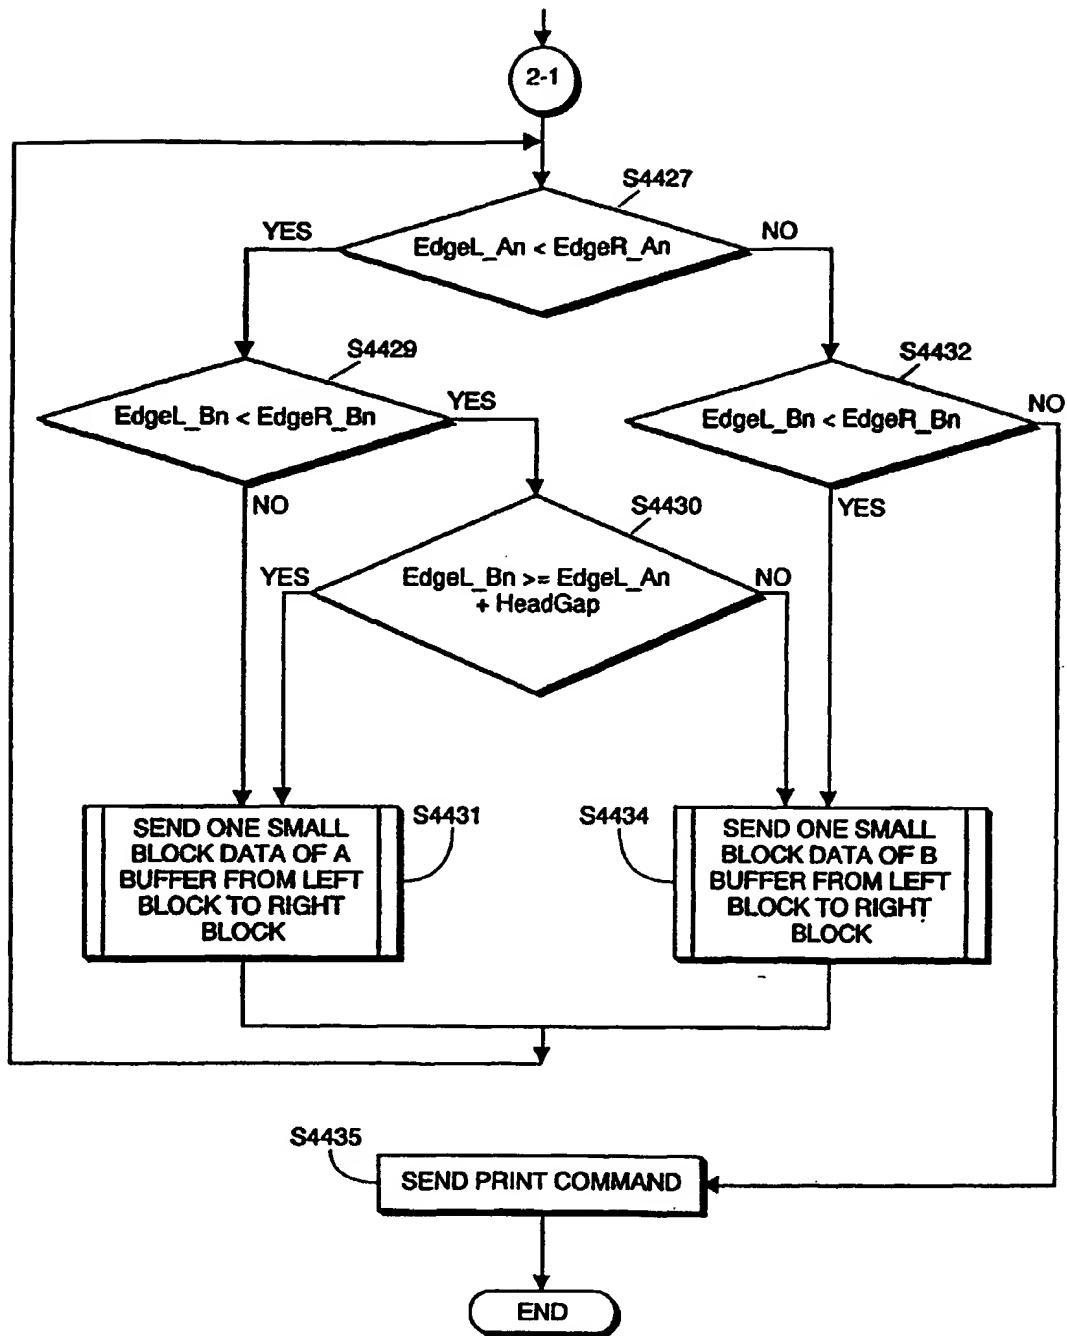 2-1
S4427
YES
EdgeL_An < EdgeR_An
NO
S4429
S4432
EdgeL_Bn < EdgeR_Bn
YES
EdgeL_Bn < EdgeR_Bn
NO
NO
S4430
YES
YES
EdgeL_Bn >= EdgeL_An
+ HeadGap
NO
SEND ONE SMALL
BLOCK DATA OF A
BUFFER FROM LEFT
BLOCK TO RIGHT
BLOCK
S4431
S4434
SEND ONE SMALL
BLOCK DATA OF B
BUFFER FROM LEFT
BLOCK TO RIGHT
BLOCK
S4435
SEND PRINT COMMAND
END